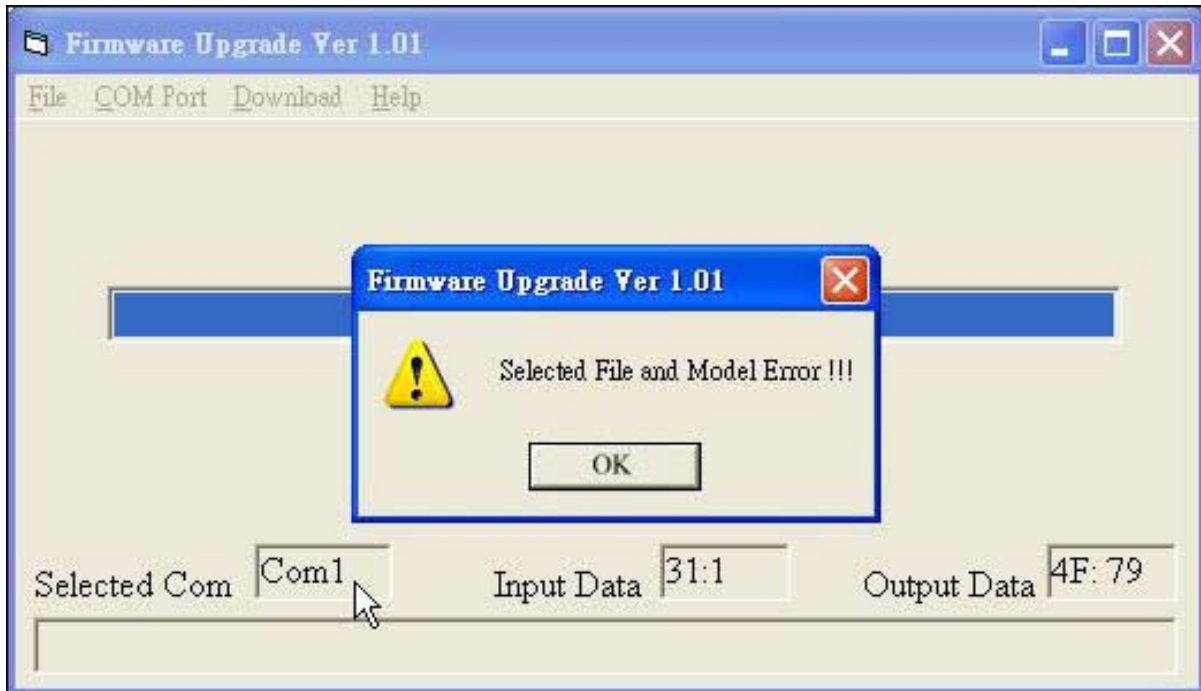 Firmware Upgrade Ver 1.01
File COM Port Download Help
Firmware Upgrade Ver 1.01
Selected File and Model Error !!!
OK
Selected Com Com1 Input Data 31:1 Output Data 4F: 79